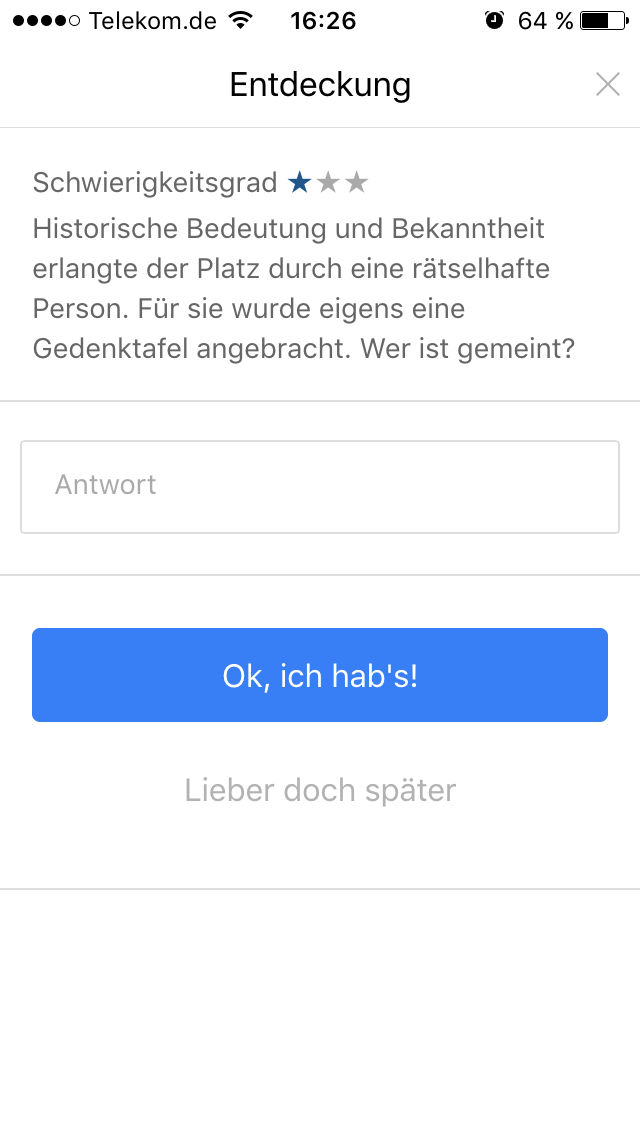 Telekom.de 16:26 64 %
Entdeckung
Schwierigkeitsgrad
Historische Bedeutung und Bekanntheit
erlangte der Platz durch eine rätselhafte
Person. Für sie wurde eigens eine
Gedenktafel angebracht. Wer ist gemeint?
Antwort
Ok, ich hab's!
Lieber doch später